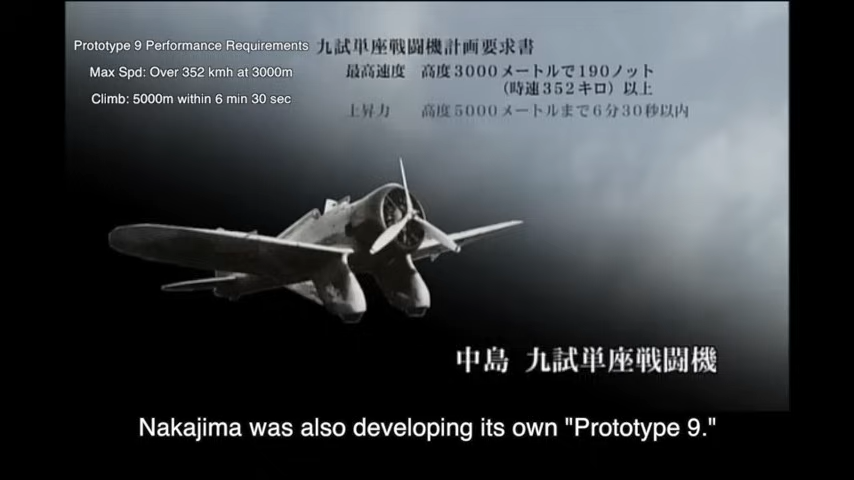 Prototype 9 Performance Requirements
Max Spd: Over 352 kmh at 3000m
Climb: 5000m within 6 min 30 sec
九試単座戦闘機計画要求書
最高速度 高度3000メートルで190ノット
(時速352キロ)以上
上昇力 高度5000メートルまで6分30秒以内
中島 九試単座戦闘機
Nakajima was also developing its own "Prototype 9."